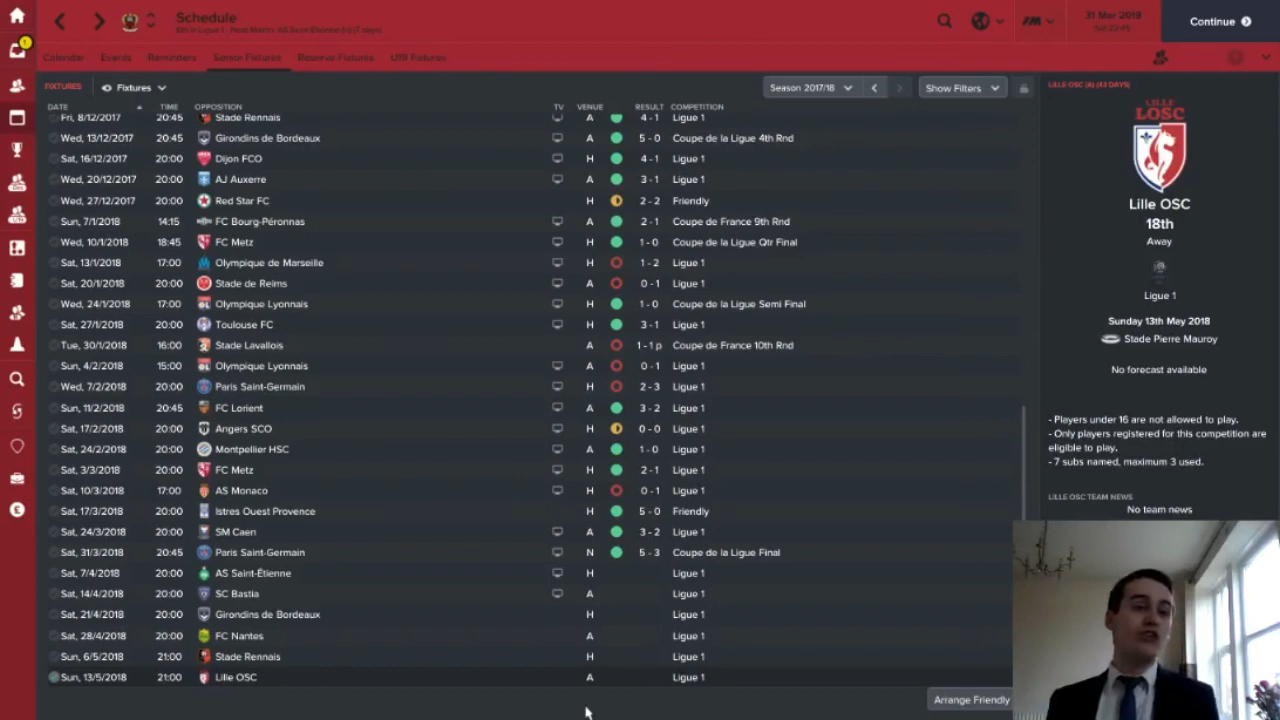 Schedule
31 Mar 2018
Sat 22:45
Continue
Calendar Events Reminders Senior Fixtures Reserve Fixtures U19 Fixtures
FIXTURES Fixtures Season 2017/18 Show Filters
DATE TIME OPPOSITION TV VENUE RESULT COMPETITION
Fri, 8/12/2017 20:45 Stade Rennais A 4 - 1 Ligue 1
Wed, 13/12/2017 20:45 Girondins de Bordeaux A 5 - 0 Coupe de la Ligue 4th Rnd
Sat, 16/12/2017 20:00 Dijon FCO H 4 - 1 Ligue 1
Wed, 20/12/2017 20:00 AJ Auxerre A 3 - 1 Ligue 1
Wed, 27/12/2017 20:00 Red Star FC H 2 - 2 Friendly
Sun, 7/1/2018 14:15 FC Bourg-Péronnas A 2 - 1 Coupe de France 9th Rnd
Wed, 10/1/2018 18:45 FC Metz H 1 - 0 Coupe de la Ligue Qtr Final
Sat, 13/1/2018 17:00 Olympique de Marseille H 1 - 2 Ligue 1
Sat, 20/1/2018 20:00 Stade de Reims A 0 - 1 Ligue 1
Wed, 24/1/2018 17:00 Olympique Lyonnais H 1 - 0 Coupe de la Ligue Semi Final
Sat, 27/1/2018 20:00 Toulouse FC H 3 - 1 Ligue 1
Tue, 30/1/2018 16:00 Stade Lavallois A 1 - 1 p Coupe de France 10th Rnd
Sun, 4/2/2018 15:00 Olympique Lyonnais A 0 - 1 Ligue 1
Wed, 7/2/2018 20:00 Paris Saint-Germain H 2 - 3 Ligue 1
Sun, 11/2/2018 20:45 FC Lorient A 3 - 2 Ligue 1
Sat, 17/2/2018 20:00 Angers SCO H 0 - 0 Ligue 1
Sat, 24/2/2018 20:00 Montpellier HSC A 1 - 0 Ligue 1
Sat, 3/3/2018 20:00 FC Metz H 2 - 1 Ligue 1
Sat, 10/3/2018 17:00 AS Monaco H 0 - 1 Ligue 1
Sat, 17/3/2018 20:00 Istres Ouest Provence H 5 - 0 Friendly
Sat, 24/3/2018 20:00 SM Caen A 3 - 2 Ligue 1
Sat, 31/3/2018 20:45 Paris Saint-Germain N 5 - 3 Coupe de la Ligue Final
Sat, 7/4/2018 20:00 AS Saint-Étienne H Ligue 1
Sat, 14/4/2018 20:00 SC Bastia A Ligue 1
Sat, 21/4/2018 20:00 Girondins de Bordeaux H Ligue 1
Sat, 28/4/2018 20:00 FC Nantes A Ligue 1
Sun, 6/5/2018 21:00 Stade Rennais H Ligue 1
Sun, 13/5/2018 21:00 Lille OSC A Ligue 1
Arrange Friendly
LILLE OSC (A) (43 DAYS)
LILLE
LOSC
Lille OSC
18th
Away
Ligue 1
Sunday 13th May 2018
Stade Pierre Mauroy
No forecast available
- Players under 16 are not allowed to play.
- Only players registered for this competition are
eligible to play.
- 7 subs named, maximum 3 used.
LILLE OSC TEAM NEWS
No team news